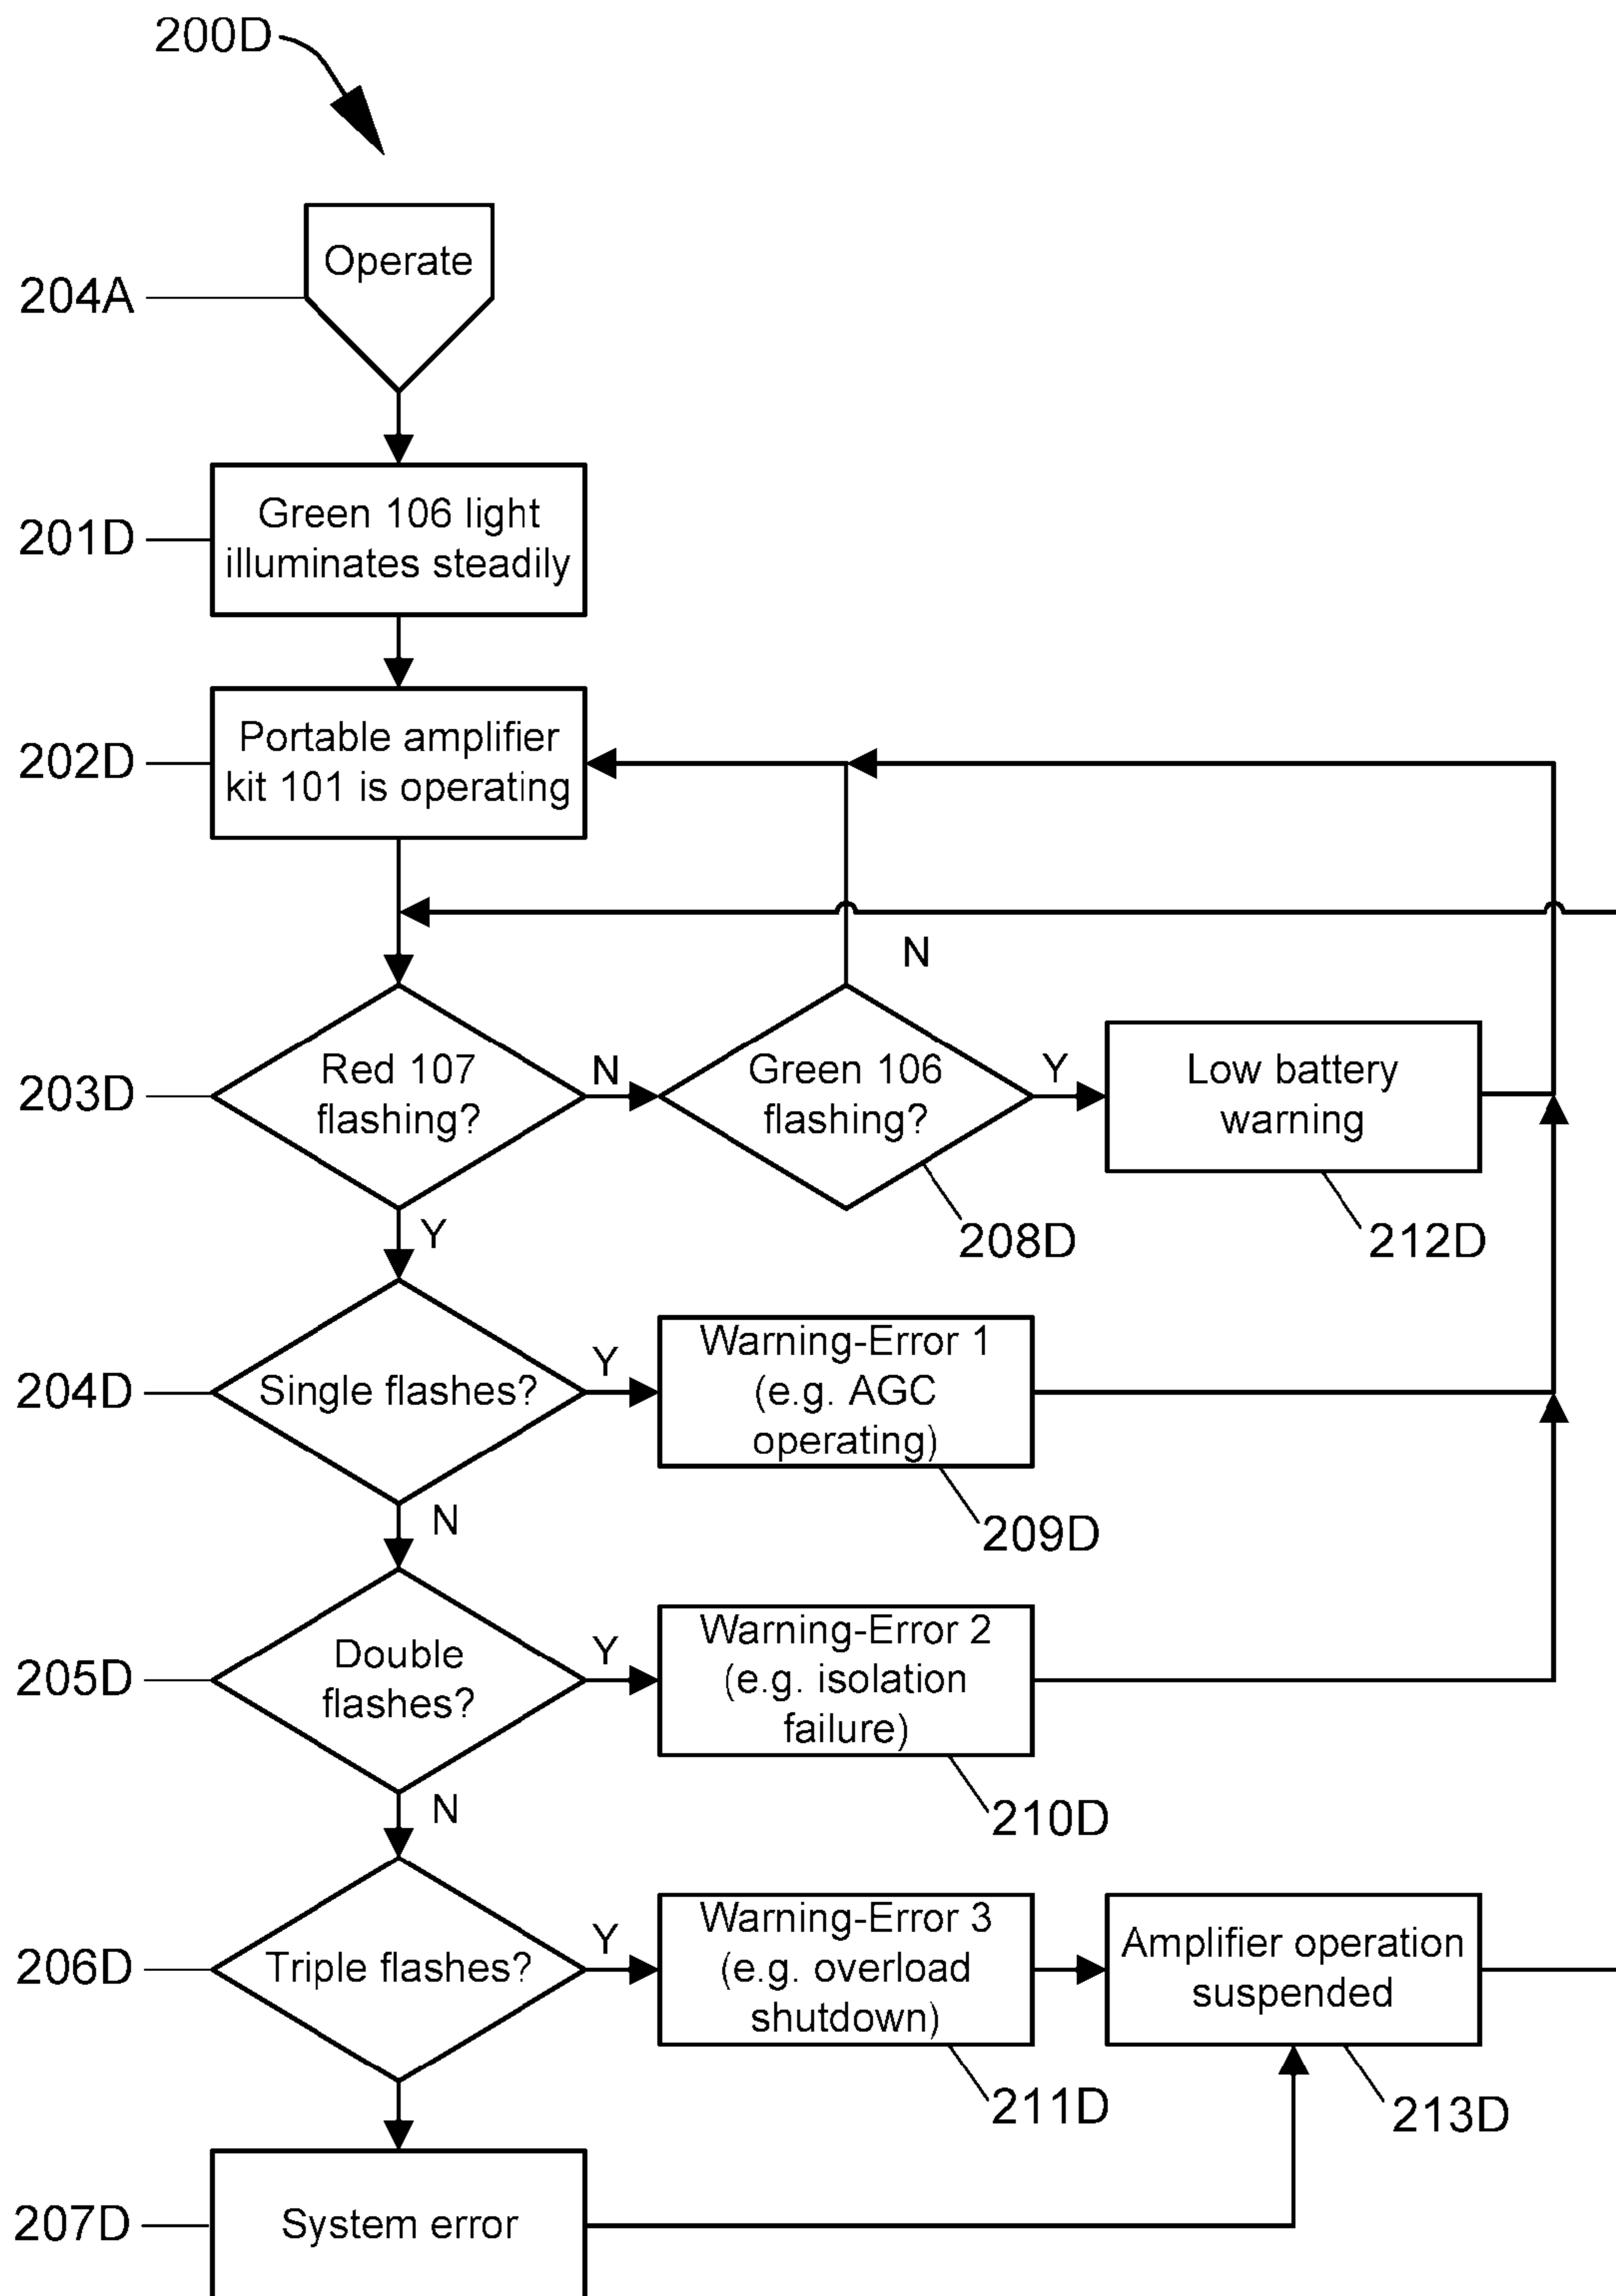 200D
Operate
204A
Green 106 light
illuminates steadily
201D
Portable amplifier
kit 101 is operating
202D
N
Red 107
flashing?
203D
N
Green 106
flashing?
208D
Y
Low battery
warning
212D
Y
Single flashes?
204D
Y
Warning-Error 1
(e.g. AGC
operating)
209D
N
Double
flashes?
205D
Y
Warning-Error 2
(e.g. isolation
failure)
210D
N
Triple flashes?
206D
Y
Warning-Error 3
(e.g. overload
shutdown)
211D
Amplifier operation
suspended
213D
System error
207D